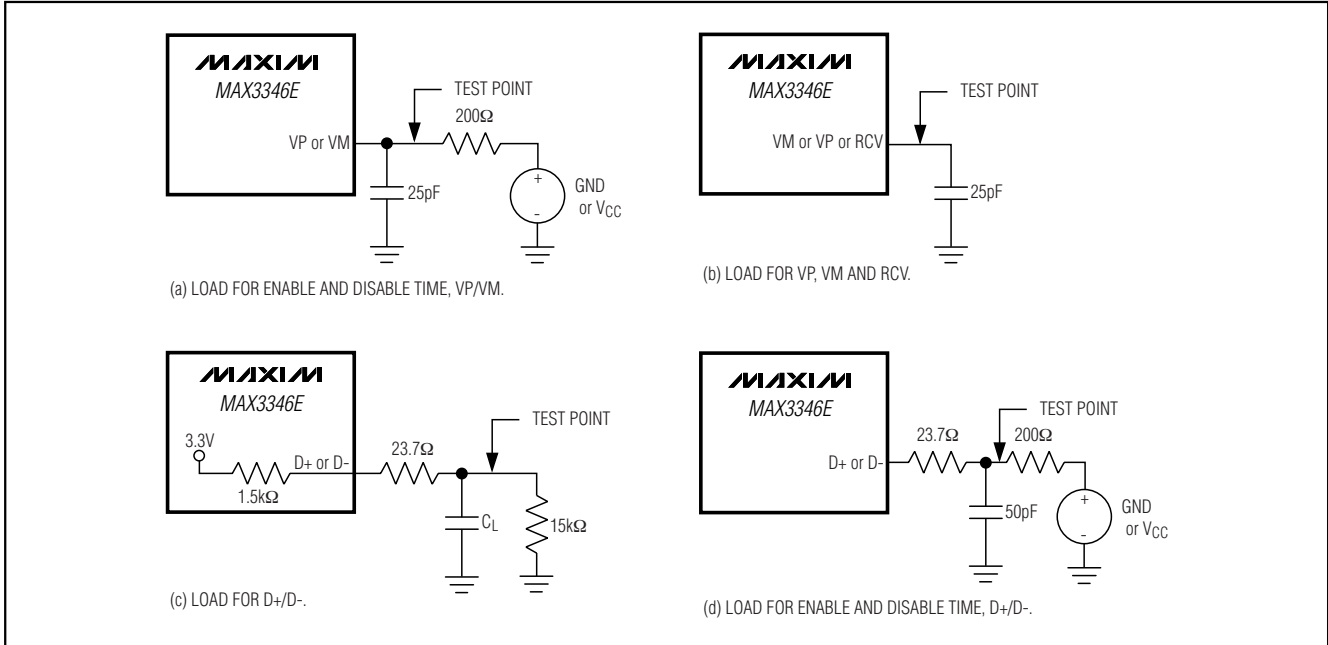 MAXIM
MAX3346E
VP or VM
TEST POINT
200Ω
25pF
+
-
GND
or VCC
(a) LOAD FOR ENABLE AND DISABLE TIME, VP/VM.
MAXIM
MAX3346E
VM or VP or RCV
TEST POINT
25pF
(b) LOAD FOR VP, VM AND RCV.
MAXIM
MAX3346E
3.3V
1.5kΩ
D+ or D-
23.7Ω
TEST POINT
CL
15kΩ
(c) LOAD FOR D+/D-.
MAXIM
MAX3346E
D+ or D-
23.7Ω
TEST POINT
200Ω
50pF
+
-
GND
or VCC
(d) LOAD FOR ENABLE AND DISABLE TIME, D+/D-.